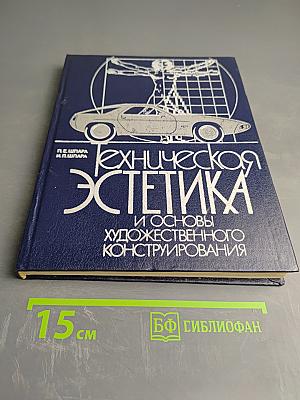 П.Е. ШПАРА
И.П. ШПАРА
ТЕХНИЧЕСКАЯ
ЭСТЕТИКА
И ОСНОВЫ
ХУДОЖЕСТВЕННОГО
КОНСТРУИРОВАНИЯ
15 см
БФ БИБЛИОФАН